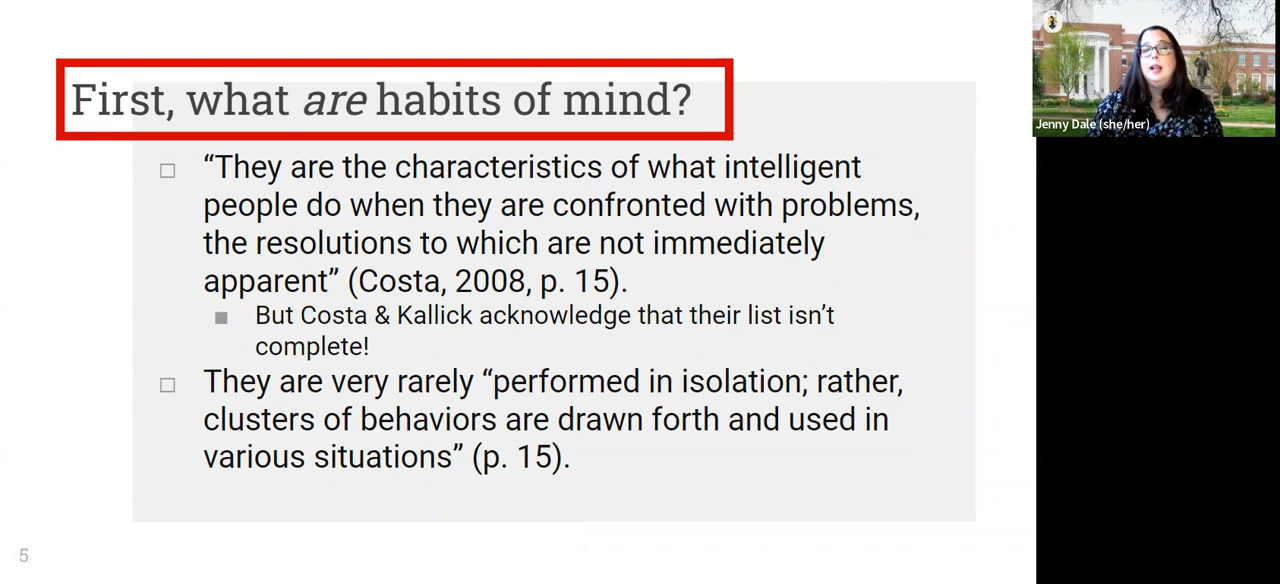 First, what are habits of mind?
“They are the characteristics of what intelligent
people do when they are confronted with problems,
the resolutions to which are not immediately
apparent” (Costa, 2008, p. 15).
But Costa & Kallick acknowledge that their list isn’t
complete!
They are very rarely “performed in isolation; rather,
clusters of behaviors are drawn forth and used in
various situations” (p. 15).
5
Jenny Dale (she/her)